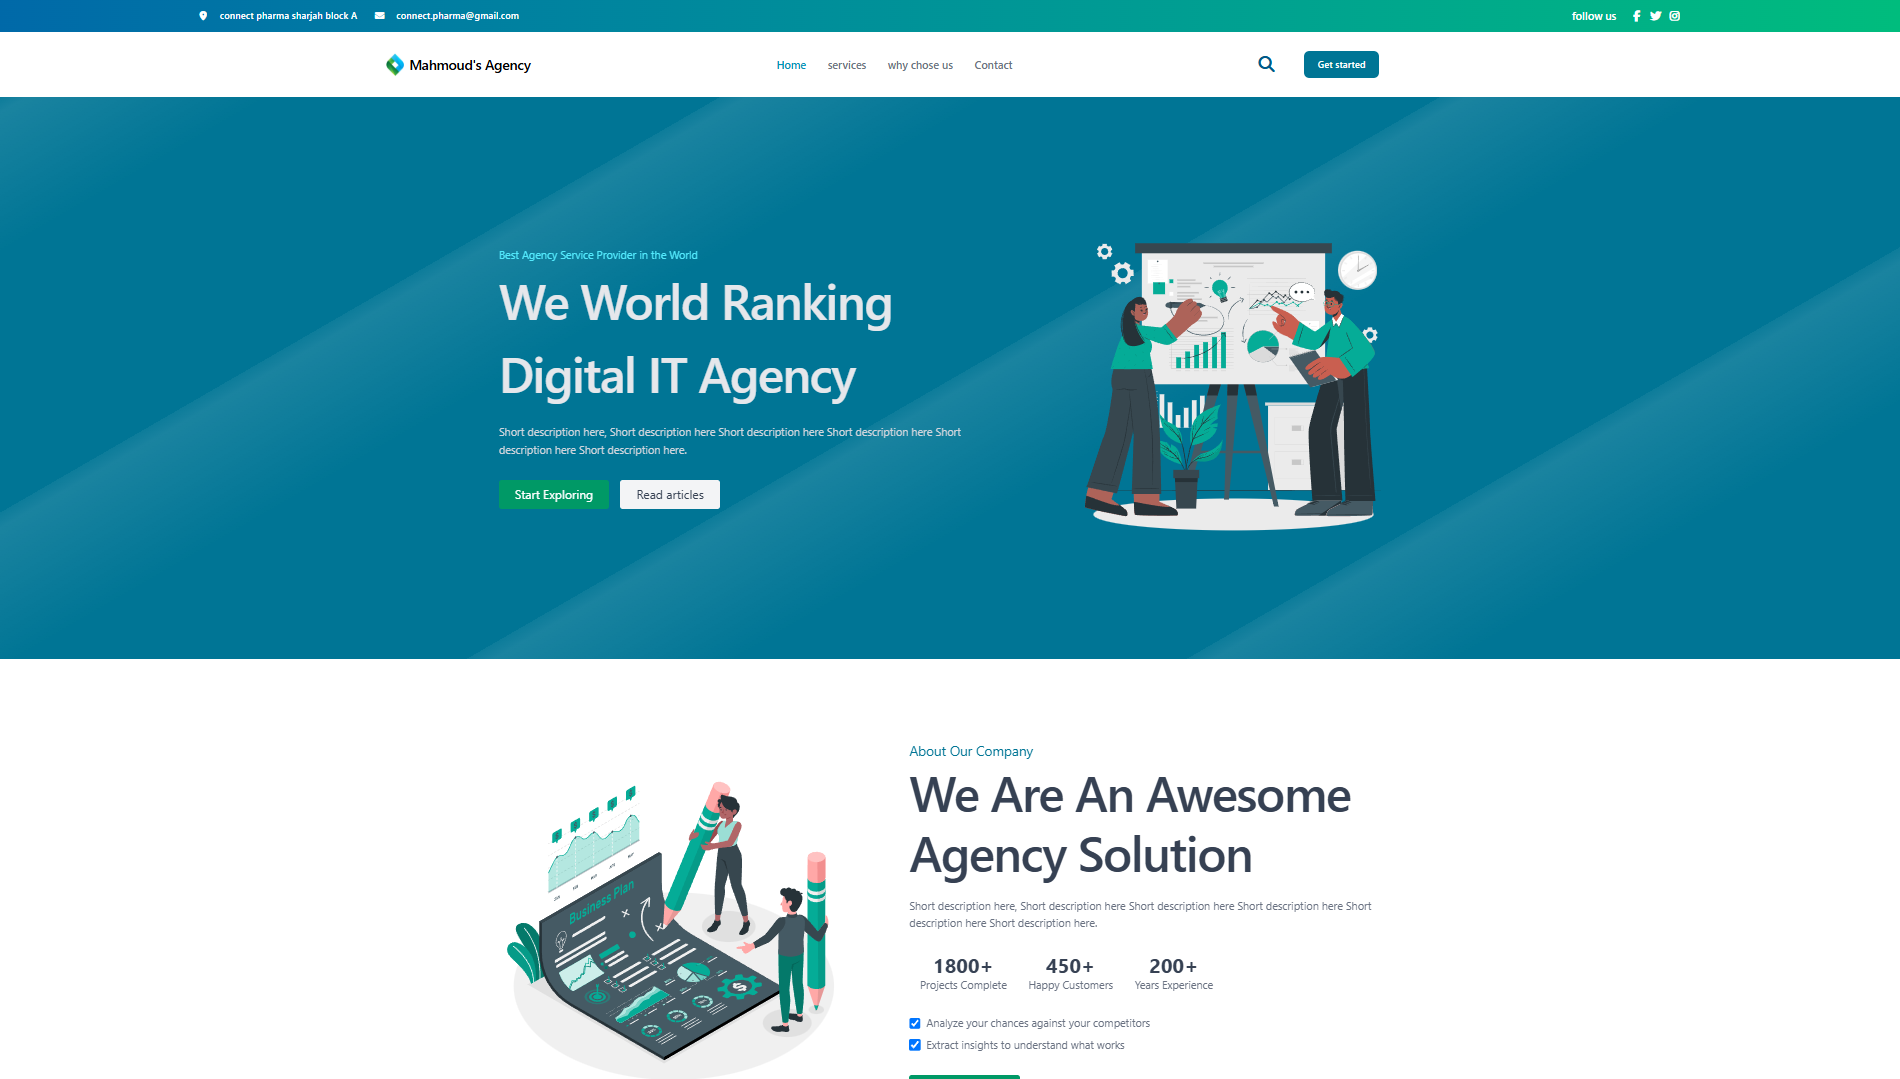 connect pharma sharjah block A connect.pharma@gmail.com follow us
Mahmoud's Agency Home services why chose us Contact Get started
Best Agency Service Provider in the World
We World Ranking
Digital IT Agency
Short description here, Short description here Short description here Short description here Short
description here Short description here.
Start Exploring Read articles
About Our Company
We Are An Awesome
Agency Solution
Short description here, Short description here Short description here Short description here Short
description here Short description here.
1800+ 450+ 200+
Projects Complete Happy Customers Years Experience
Analyze your chances against your competitors
Extract insights to understand what works
Business Plan